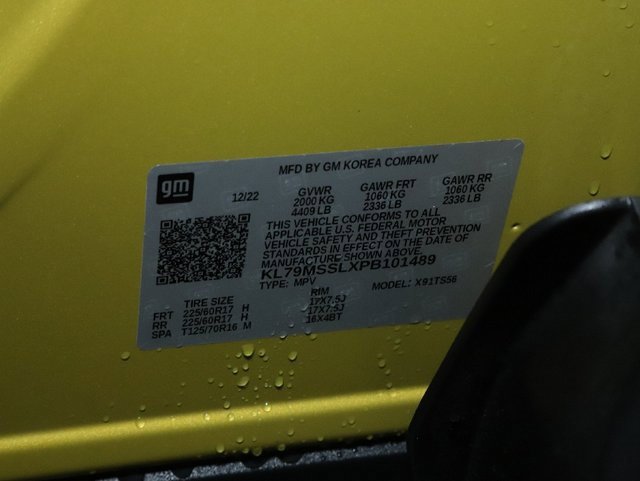 MFD BY GM KOREA COMPANY
gm
12/22
GVWR GAWR FRT GAWR RR
2000 KG 1060 KG 1060 KG
4409 LB 2336 LB 2336 LB
THIS VEHICLE CONFORMS TO ALL
APPLICABLE U.S. FEDERAL MOTOR
VEHICLE SAFETY AND THEFT PREVENTION
STANDARDS IN EFFECT ON THE DATE OF
MANUFACTURE SHOWN ABOVE.
KL79MSSLXPB101489
TYPE: MPV MODEL: X91TS56
TIRE SIZE RIM
FRT 225/60R17 H 17X7.5J
RR 225/60R17 H 17X7.5J
SPA T125/70R16 M 16X4BT